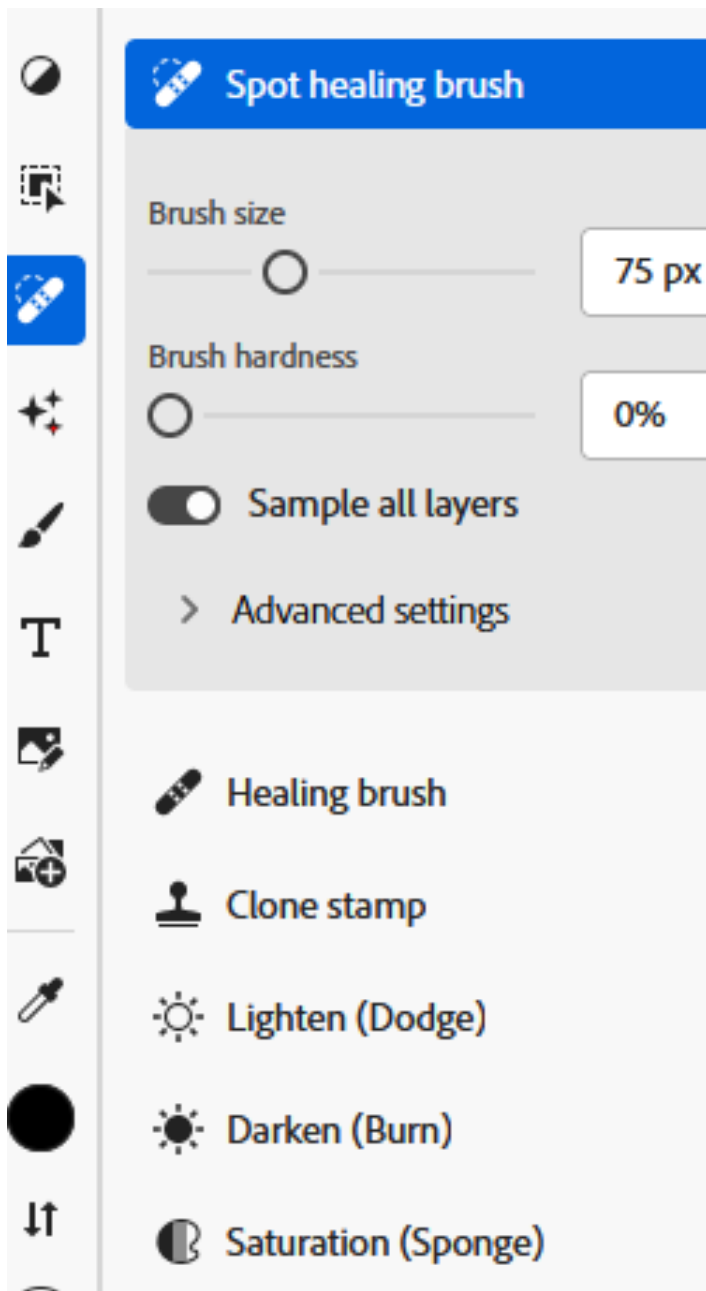 Spot healing brush
Brush size
75 px
Brush hardness
0%
Sample all layers
Advanced settings
Healing brush
Clone stamp
Lighten (Dodge)
Darken (Burn)
Saturation (Sponge)